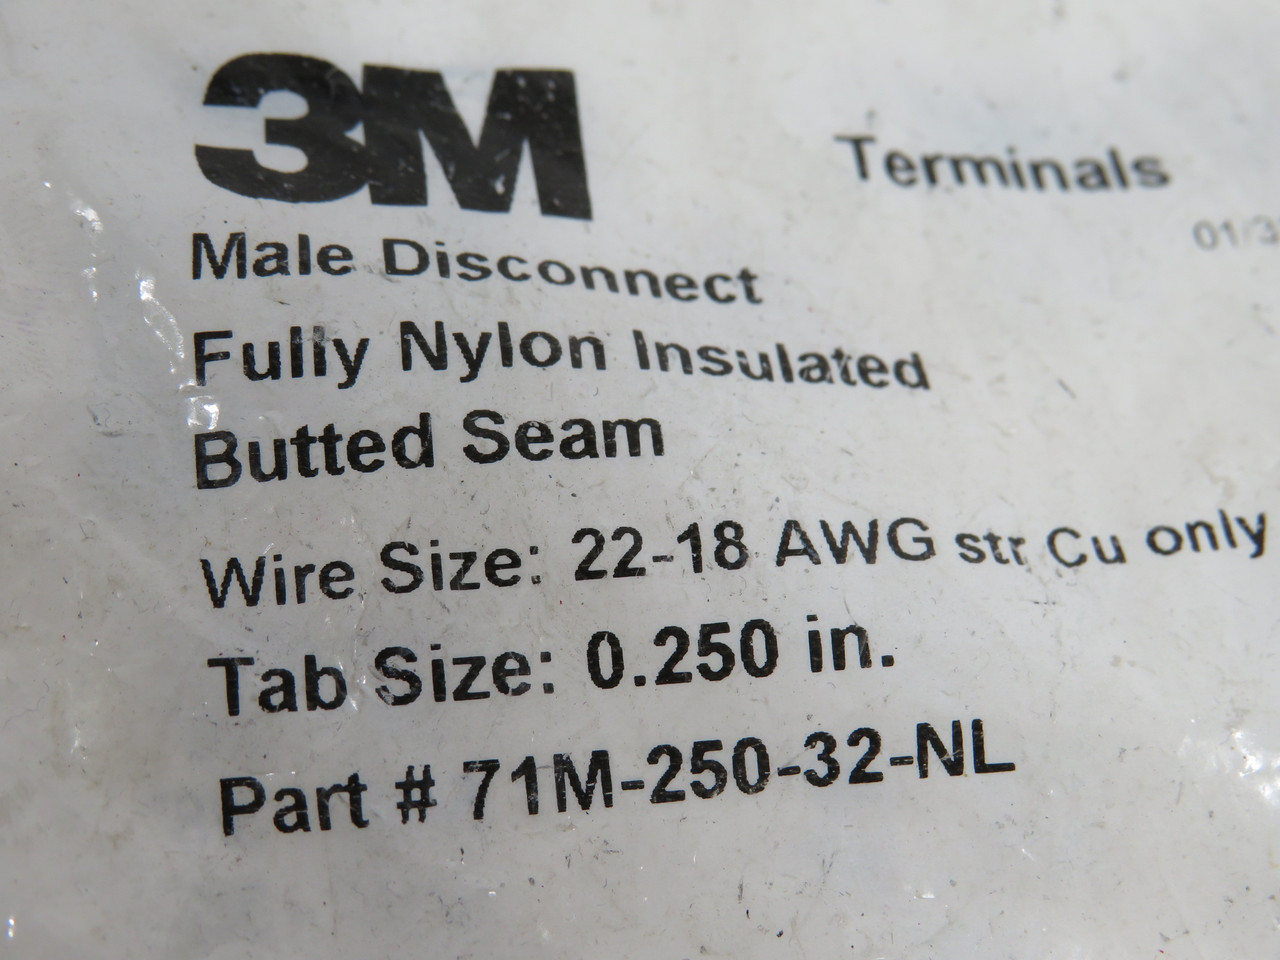 3M
Terminals
Male Disconnect
Fully Nylon Insulated
Butted Seam
Wire Size: 22-18 AWG str Cu only
Tab Size: 0.250 in.
Part # 71M-250-32-NL